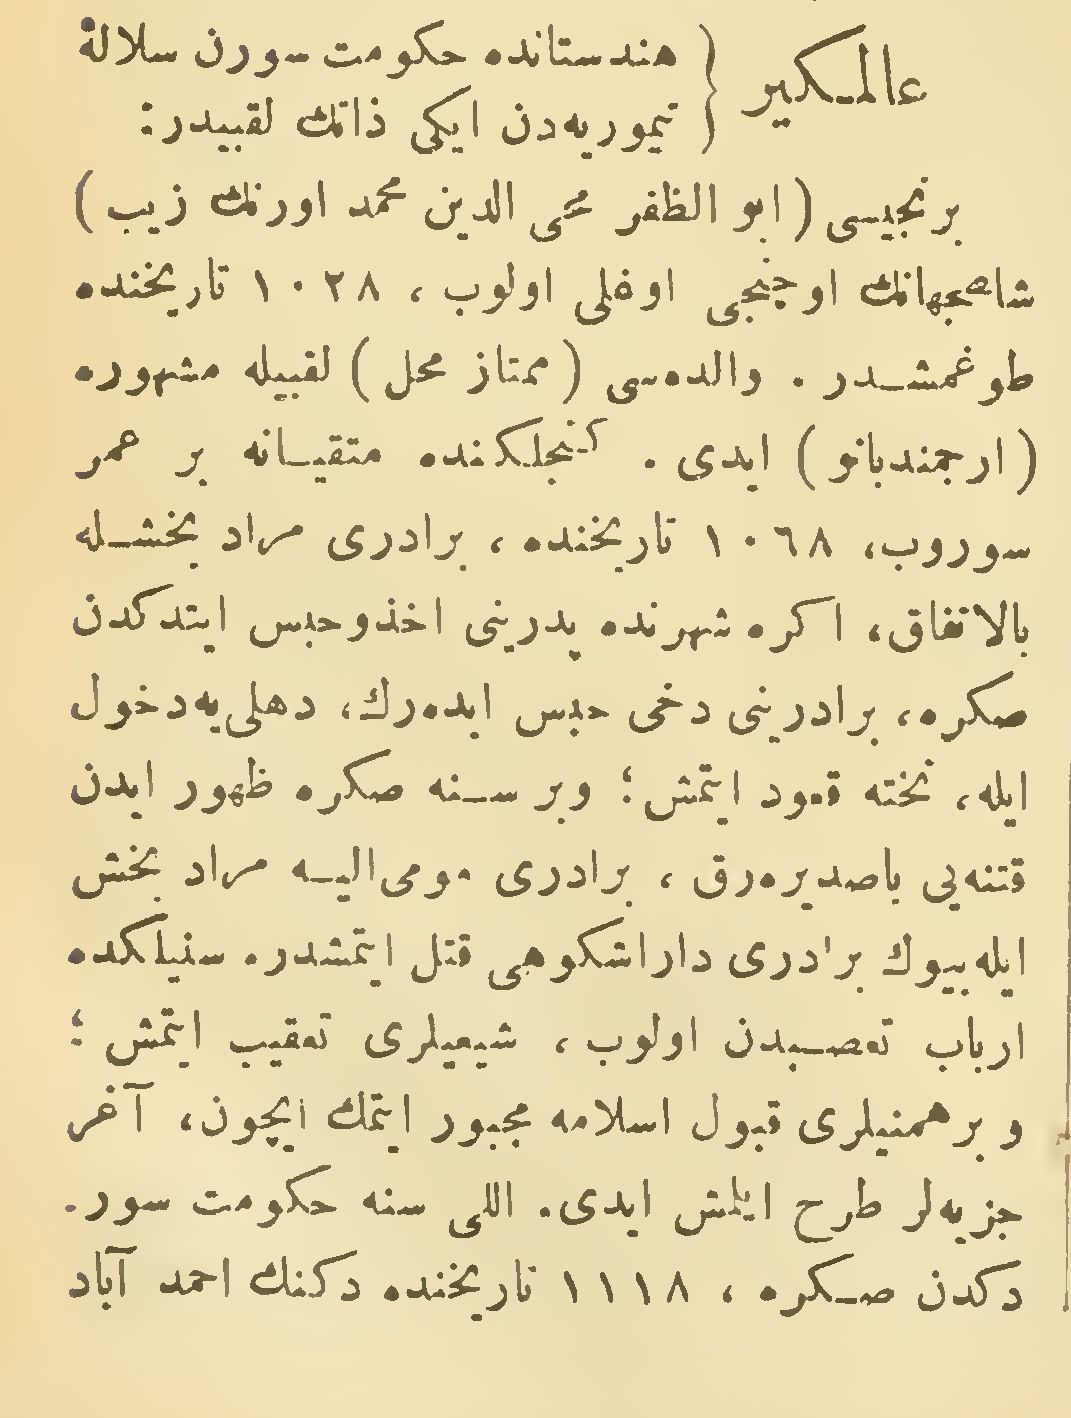 عالمكير { هندستانده حكومت سورن سلالهٔ
تيموريه‌دن ايكى ذاتك لقبيدر:
برنجيسى (ابو الظفر محى الدين محمد اورنك زيب)
شاهجهانك اوچنجى اوغلى اولوب، ١٠٢٨ تاريخنده
طوغمشدر. والده‌سى (ممتاز محل) لقبيله مشهوره
(ارجمندبانو) ايدى. كنجلكنده متقيانه بر عمر
سوروب، ١٠٦٨ تاريخنده، برادرى مراد بخشله
بالاتفاق، اكره شهرنده پدرينى اخذوحبس ايتدكدن
صكره، برادرينى دخى حبس ايده‌رك، دهلى‌يه‌دخول
ايله، تخته قعود ايتمش؛ وبر سنه صكره ظهور ايدن
فتنه‌يى باصديره‌رق، برادرى مومى‌اليه مراد بخش
ايله‌بيوك برادرى داراشكوهى قتل ايتمشدر. سنيلكده
ارباب تعصبدن اولوب، شيعيلرى تعقيب ايتمش؛
و برهمنيلرى قبول اسلامه مجبور ايتمك ايچون، آغر
جزيه‌لر طرح ايلمش ايدى. اللى سنه حكومت سور-
دكدن صكره، ١١١٨ تاريخنده دكنك احمد آباد